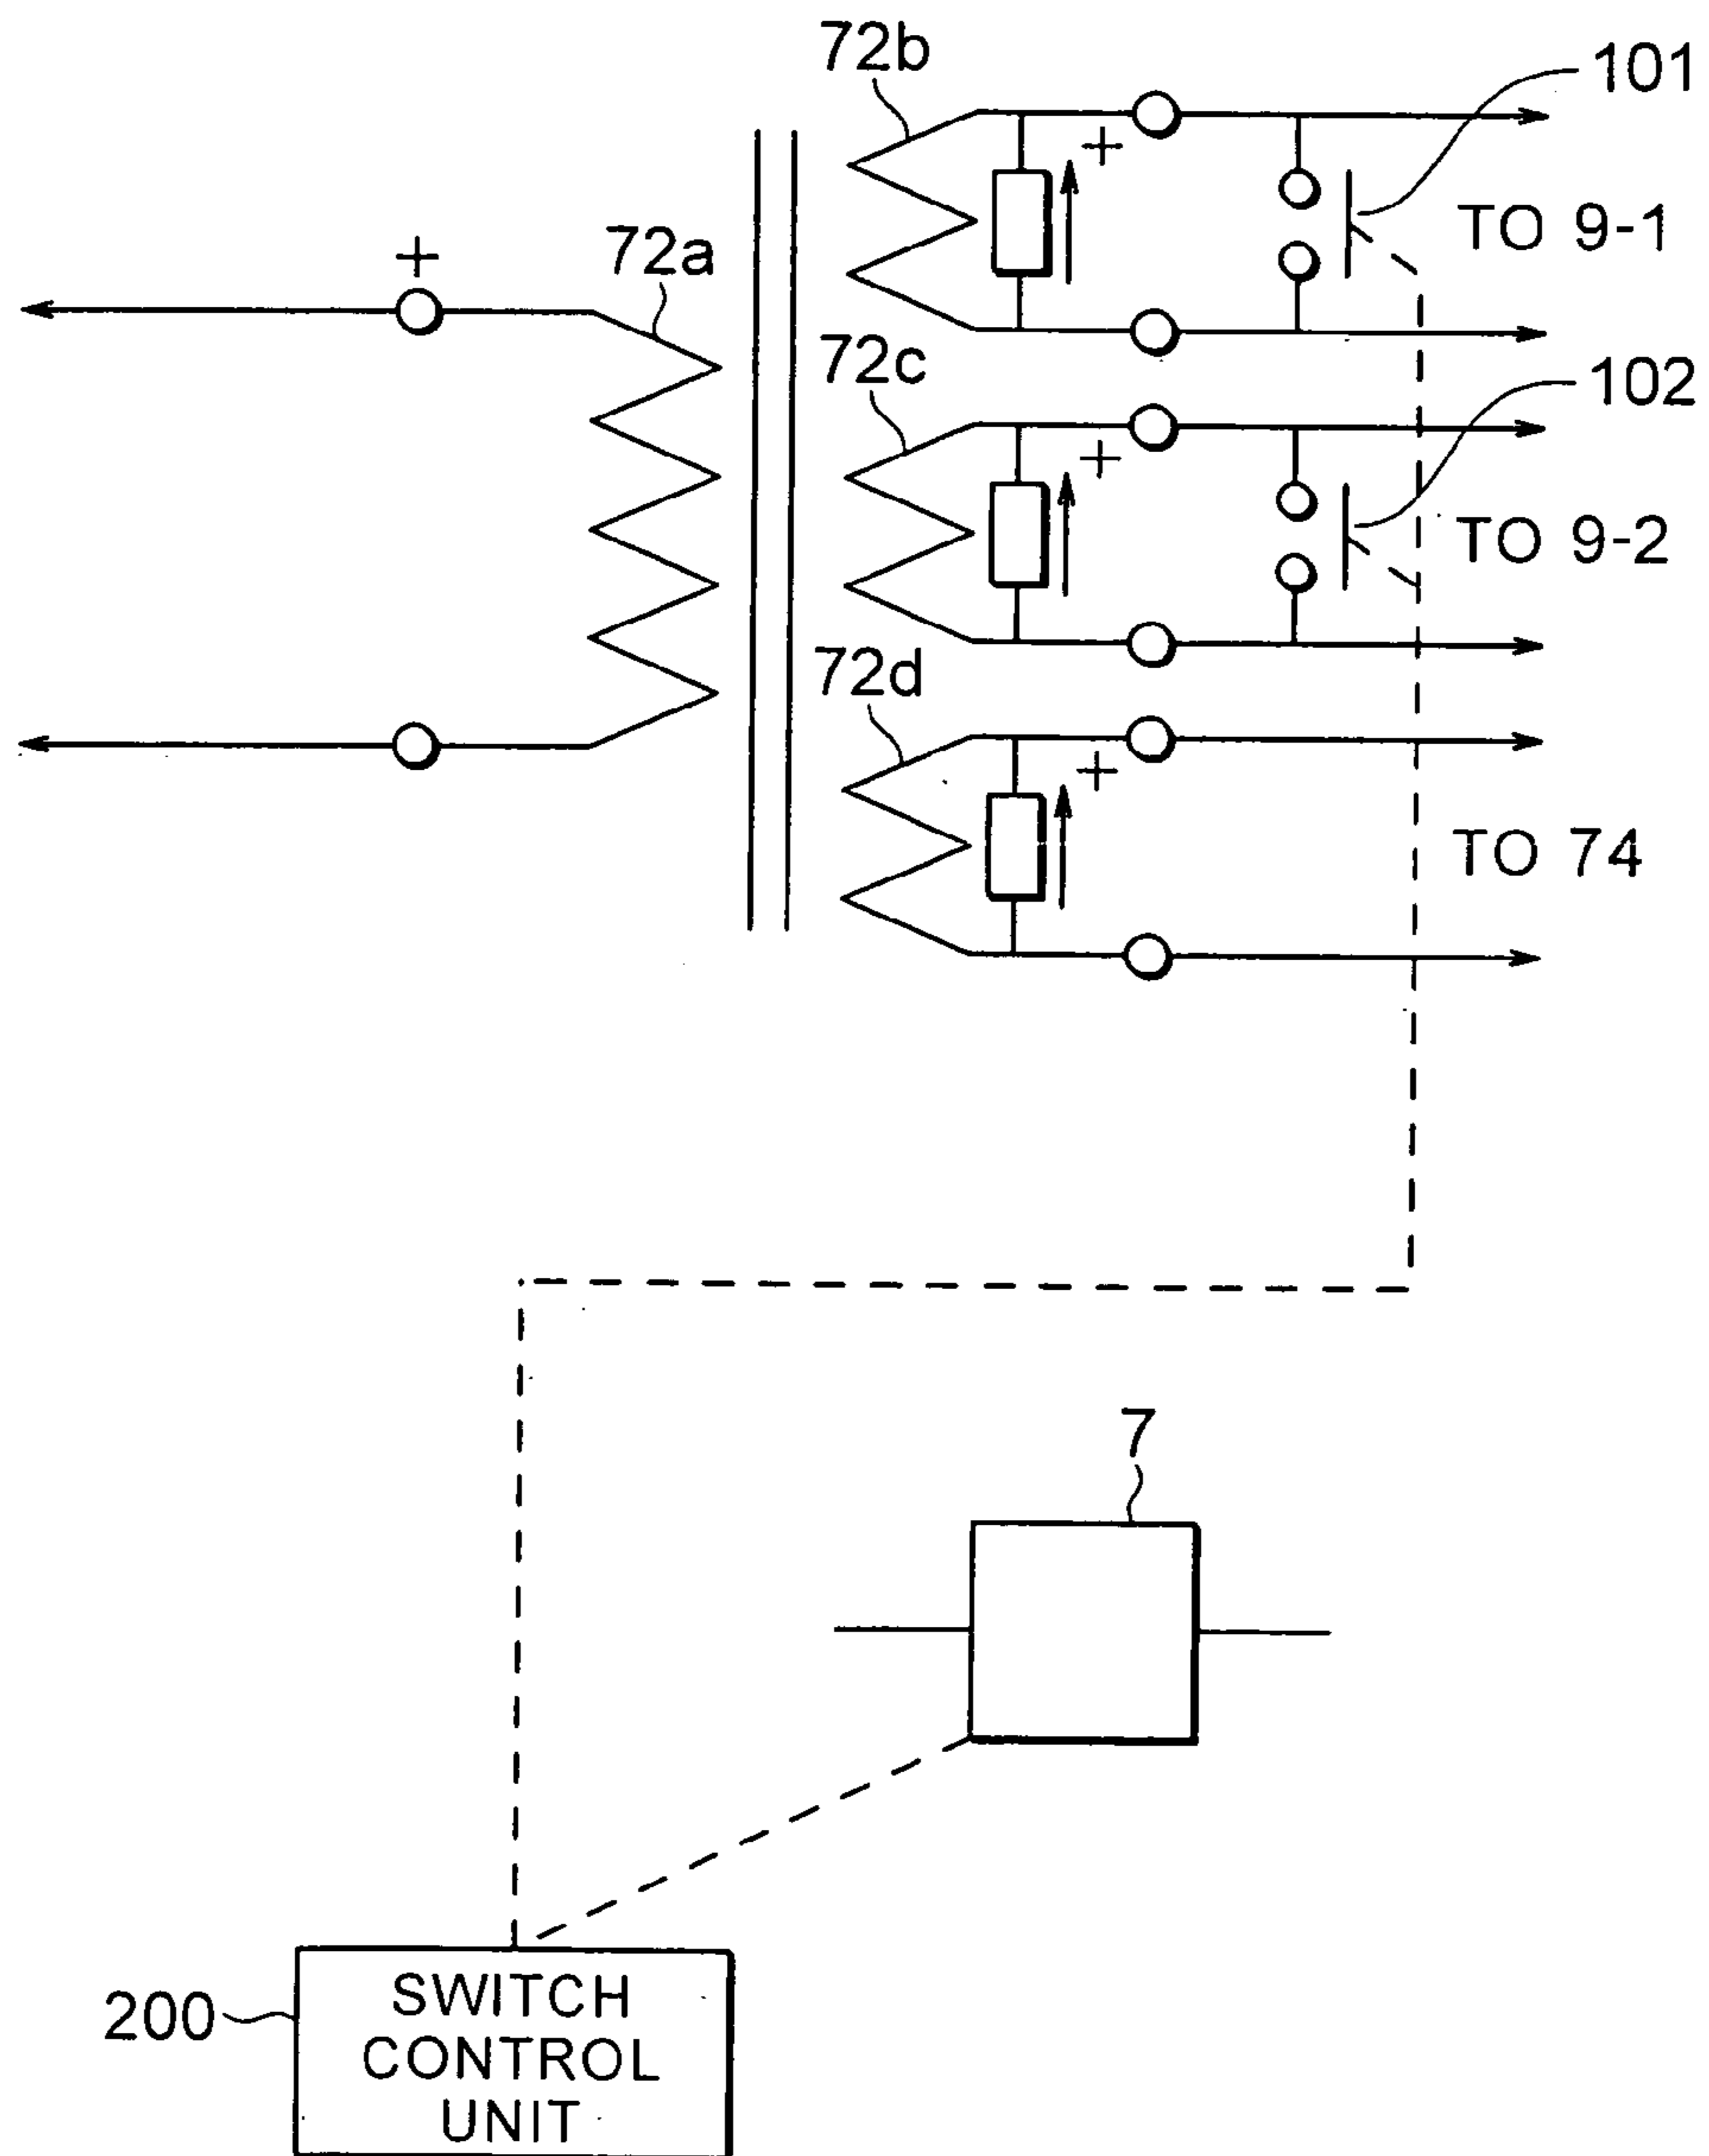 72b
101
+
TO 9-1
+
72a
72c
102
+
TO 9-2
72d
+
TO 74
7
200
SWITCH
CONTROL
UNIT